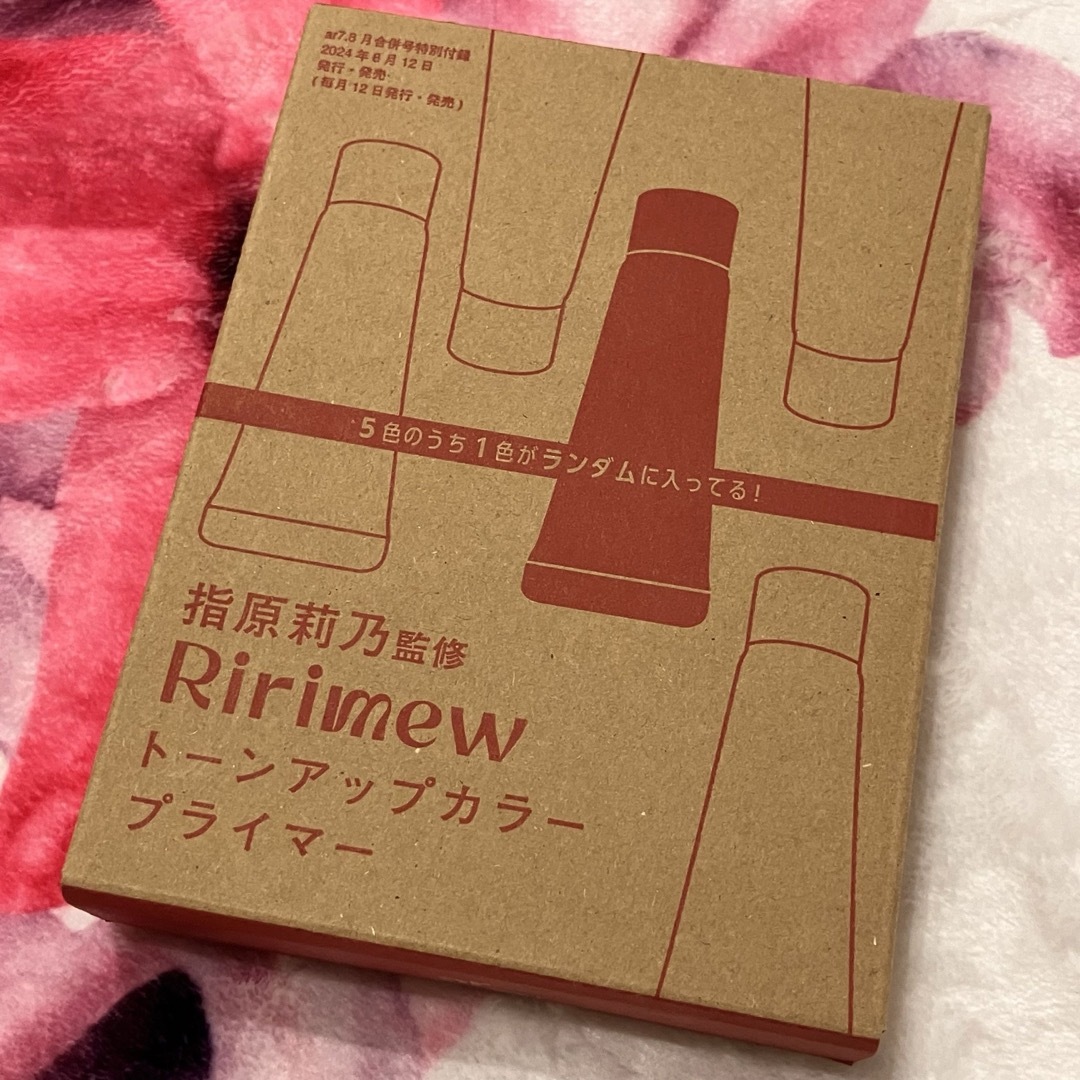 ar7.8月合併号特別付録
2024年6月12日
発行・発売
(毎月12日発行・発売)
5色のうち1色がランダムに入ってる!
指原莉乃監修
Ririmew
トーンアップカラー
プライマー